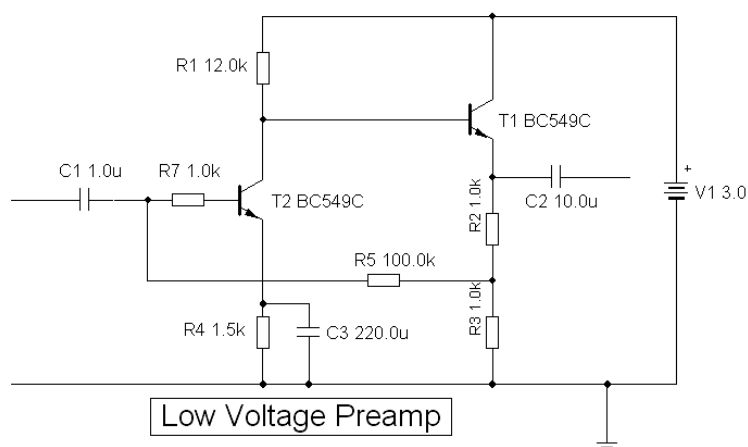 R1 12.0k
T1 BC549C
+
C1 1.0u
R7 1.0k
T2 BC549C
R2 1.0k
C2 10.0u
V1 3.0
R5 100.0k
R3 1.0k
R4 1.5k
C3 220.0u
Low Voltage Preamp